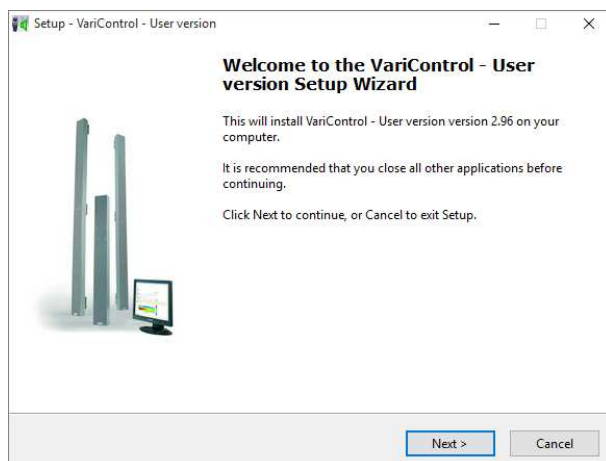 Setup - VariControl - User version
Welcome to the VariControl - User
version Setup Wizard
This will install VariControl - User version version 2.96 on your
computer.
It is recommended that you close all other applications before
continuing.
Click Next to continue, or Cancel to exit Setup.
Next >
Cancel